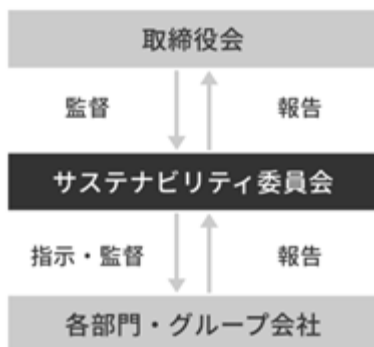 取締役会
監督 報告
サステナビリティ委員会
指示・監督 報告
各部門・グループ会社